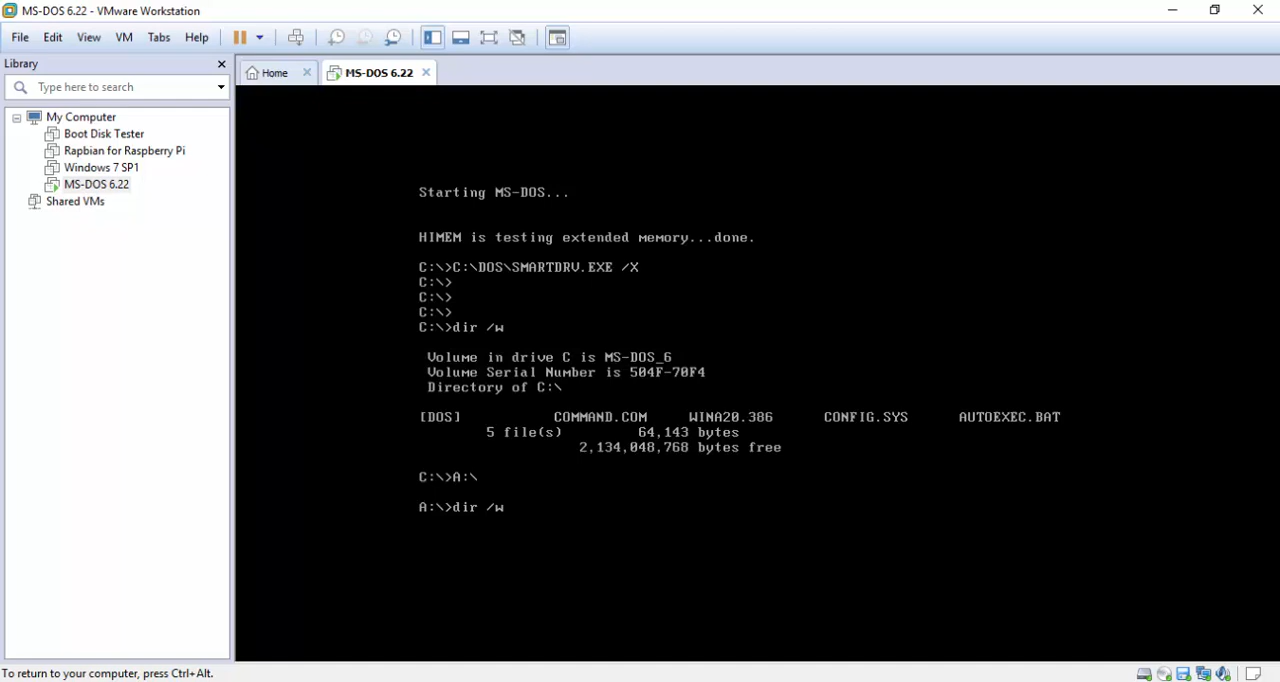 MS-DOS 6.22 - VMware Workstation
File Edit View VM Tabs Help
Library
Type here to search
My Computer
Boot Disk Tester
Rapbian for Raspberry Pi
Windows 7 SP1
MS-DOS 6.22
Shared VMs
Home MS-DOS 6.22
Starting MS-DOS...
HIMEM is testing extended memory...done.
C:\>C:\DOS\SMARTDRV.EXE /X
C:\>
C:\>
C:\>
C:\>dir /w
Volume in drive C is MS-DOS_6
Volume Serial Number is 504F-70F4
Directory of C:\
[DOS] COMMAND.COM WINA20.386 CONFIG.SYS AUTOEXEC.BAT
5 file(s) 64,143 bytes
2,134,048,768 bytes free
C:\>A:\
A:\>dir /w
To return to your computer, press Ctrl+Alt.